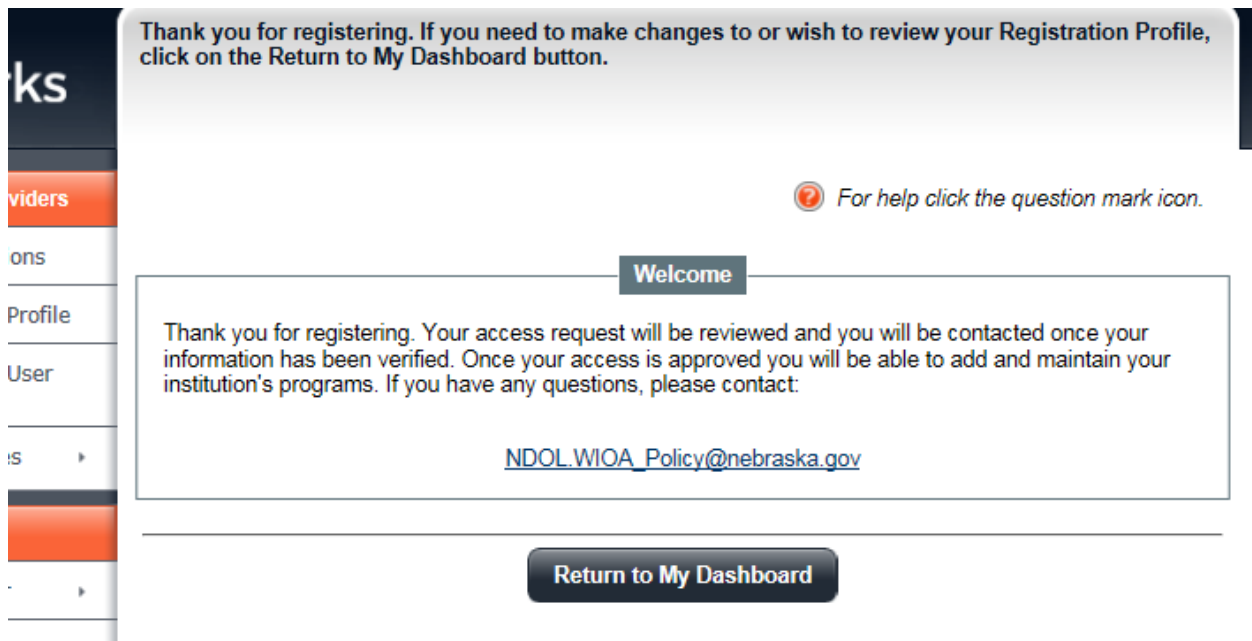 Thank you for registering. If you need to make changes to or wish to review your Registration Profile,
click on the Return to My Dashboard button.
ks
viders
For help click the question mark icon.
ons
Profile
User
s
Welcome
Thank you for registering. Your access request will be reviewed and you will be contacted once your
information has been verified. Once your access is approved you will be able to add and maintain your
institution's programs. If you have any questions, please contact:
NDOL.WIOA_Policy@nebraska.gov
Return to My Dashboard